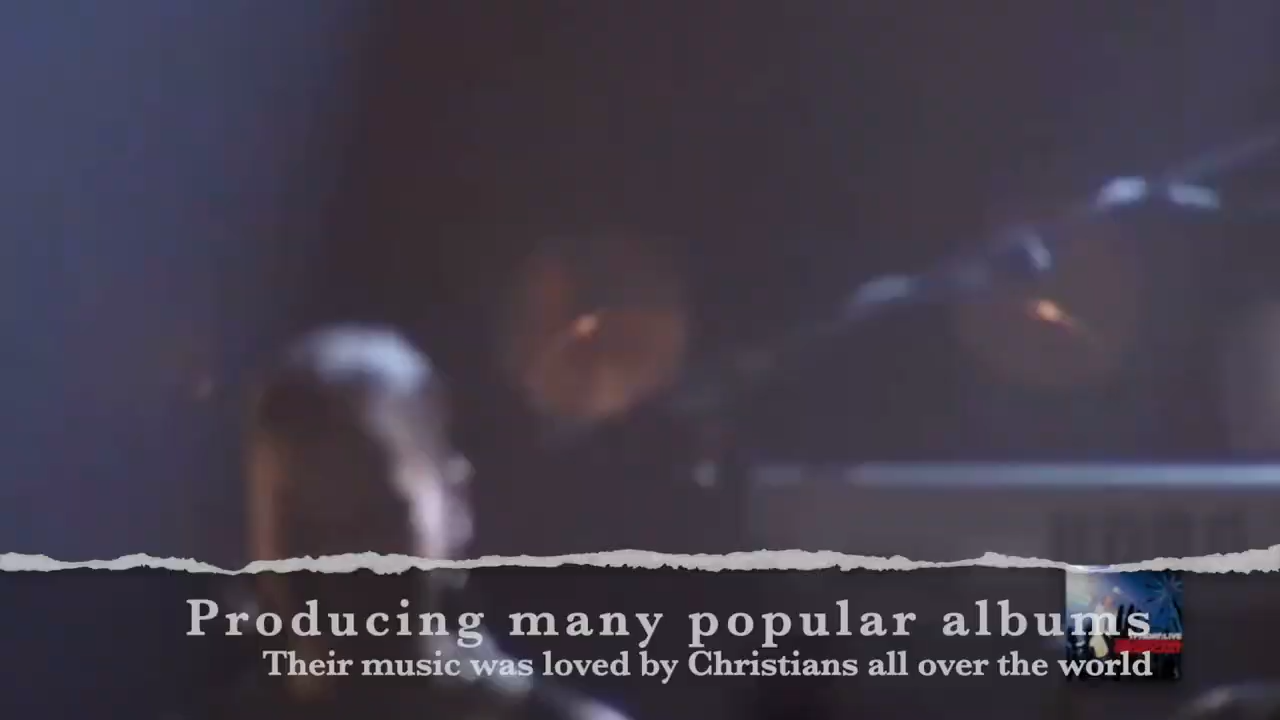 Producing many popular albums
Their music was loved by Christians all over the world